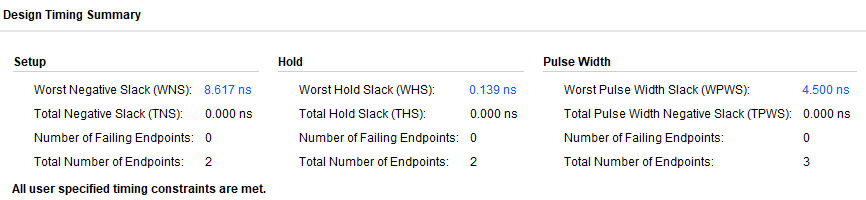 Design Timing Summary
Setup
Worst Negative Slack (WNS): 8.617 ns
Total Negative Slack (TNS): 0.000 ns
Number of Failing Endpoints: 0
Total Number of Endpoints: 2
Hold
Worst Hold Slack (WHS): 0.139 ns
Total Hold Slack (THS): 0.000 ns
Number of Failing Endpoints: 0
Total Number of Endpoints: 2
Pulse Width
Worst Pulse Width Slack (WPWS): 4.500 ns
Total Pulse Width Negative Slack (TPWS): 0.000 ns
Number of Failing Endpoints: 0
Total Number of Endpoints: 3
All user specified timing constraints are met.